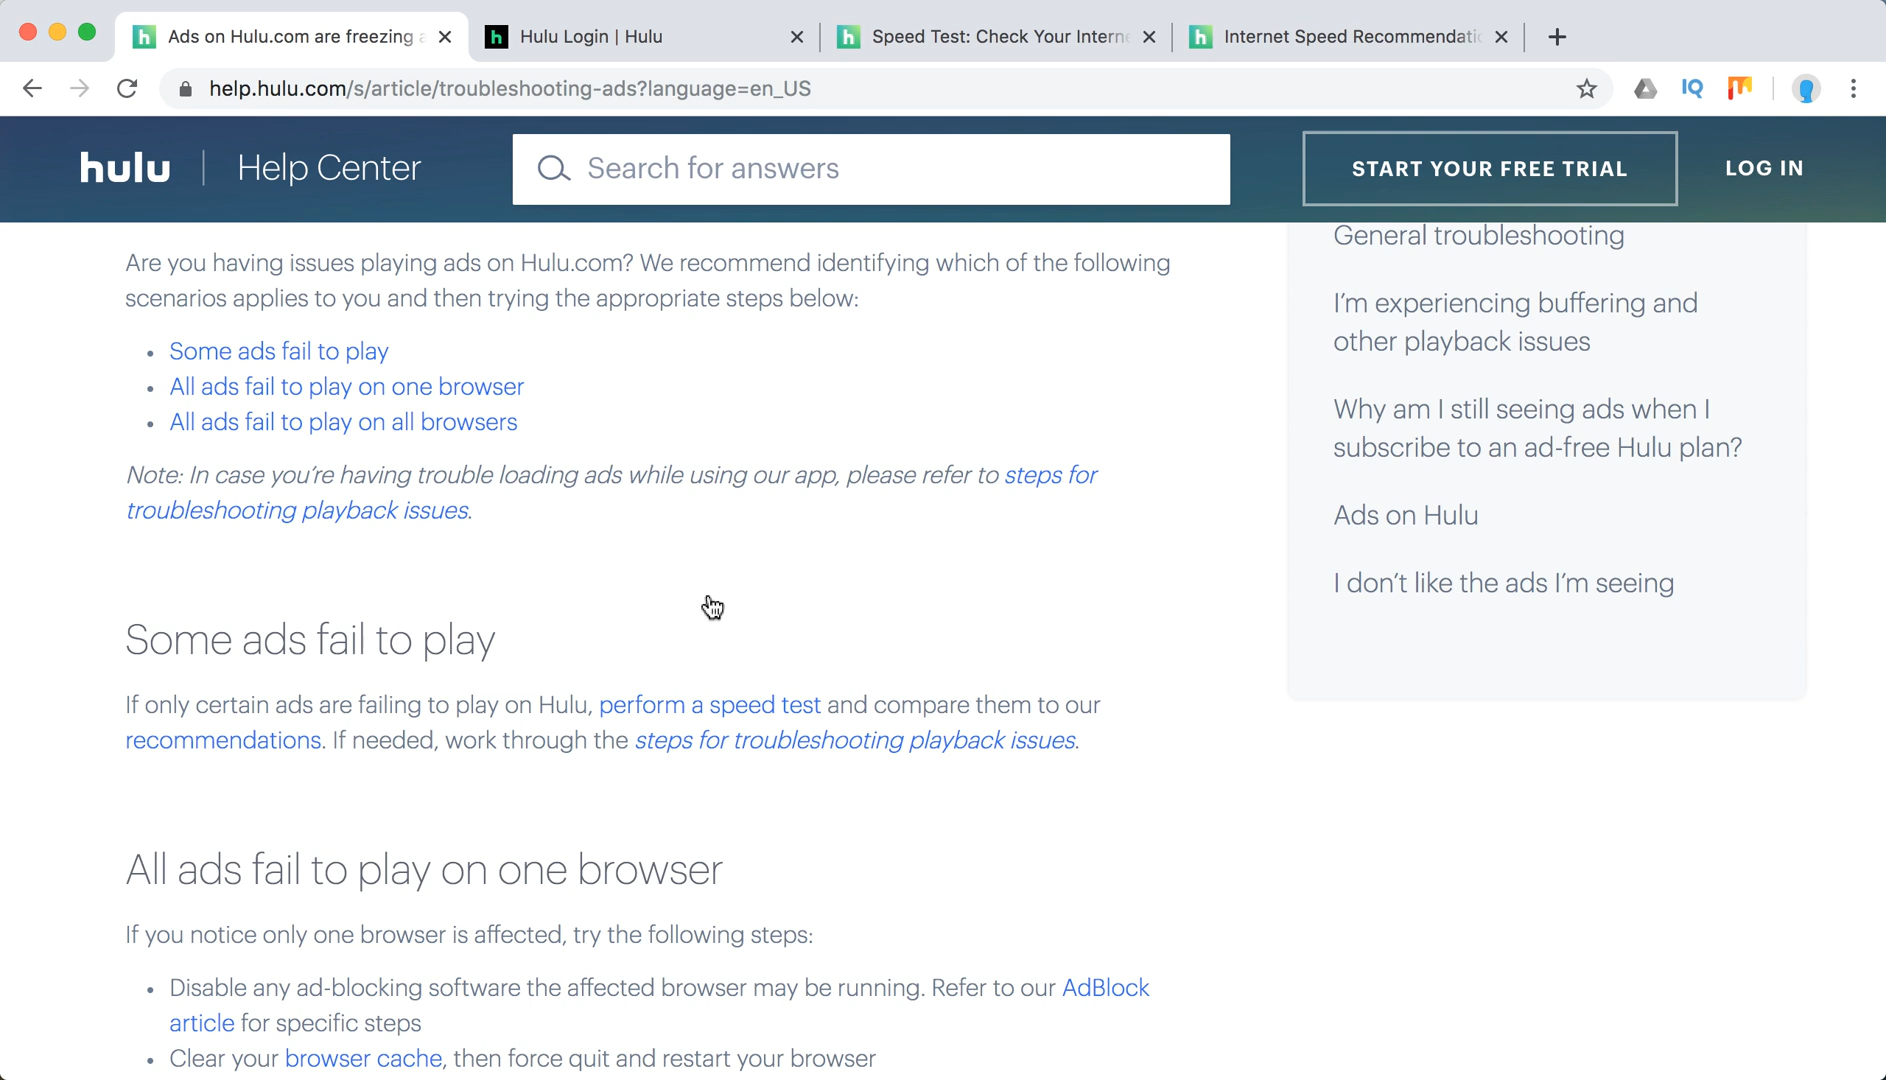 Ads on Hulu.com are freezing
Hulu Login | Hulu
Speed Test: Check Your Intern
Internet Speed Recommendati
help.hulu.com/s/article/troubleshooting-ads?language=en_US
IQ
hulu | Help Center
Search for answers
START YOUR FREE TRIAL
LOG IN
Are you having issues playing ads on Hulu.com? We recommend identifying which of the following
scenarios applies to you and then trying the appropriate steps below:
• Some ads fail to play
• All ads fail to play on one browser
• All ads fail to play on all browsers
Note: In case you're having trouble loading ads while using our app, please refer to steps for
troubleshooting playback issues.
Some ads fail to play
If only certain ads are failing to play on Hulu, perform a speed test and compare them to our
recommendations. If needed, work through the steps for troubleshooting playback issues.
All ads fail to play on one browser
If you notice only one browser is affected, try the following steps:
• Disable any ad-blocking software the affected browser may be running. Refer to our AdBlock
article for specific steps
• Clear your browser cache, then force quit and restart your browser
General troubleshooting
I'm experiencing buffering and
other playback issues
Why am I still seeing ads when I
subscribe to an ad-free Hulu plan?
Ads on Hulu
I don't like the ads I'm seeing